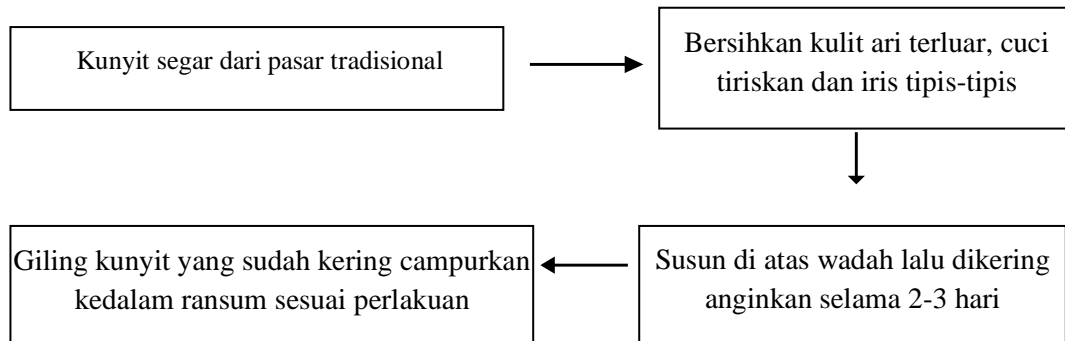 Kunyit segar dari pasar tradisional
Bersihkan kulit ari terluar, cuci
tiriskan dan iris tipis-tipis
Susun di atas wadah lalu dikering
anginkan selama 2-3 hari
Giling kunyit yang sudah kering campurkan
kedalam ransum sesuai perlakuan